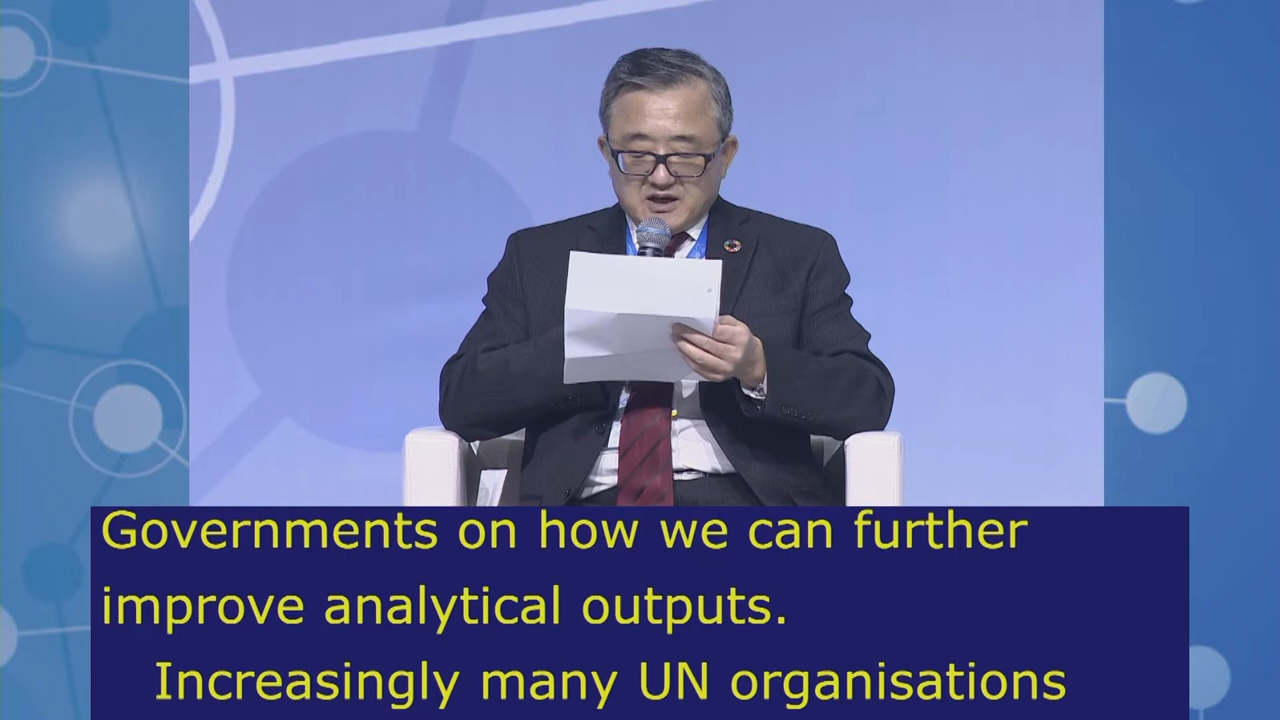 Governments on how we can further
improve analytical outputs.
Increasingly many UN organisations